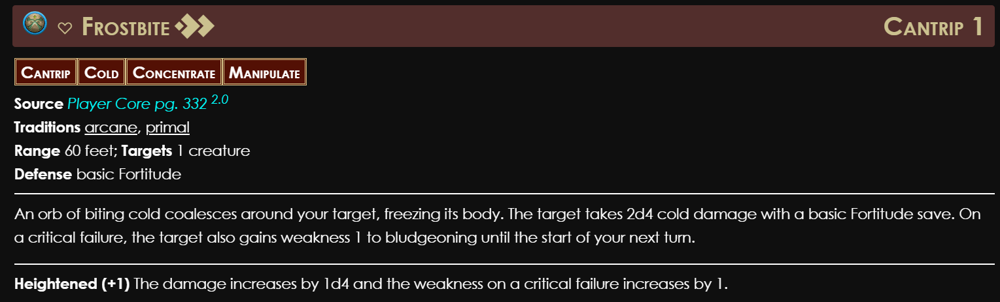 Frostbite
Cantrip 1
Cantrip Cold Concentrate Manipulate
Source Player Core pg. 332 2.0
Traditions arcane, primal
Range 60 feet; Targets 1 creature
Defense basic Fortitude
An orb of biting cold coalesces around your target, freezing its body. The target takes 2d4 cold damage with a basic Fortitude save. On
a critical failure, the target also gains weakness 1 to bludgeoning until the start of your next turn.
Heightened (+1) The damage increases by 1d4 and the weakness on a critical failure increases by 1.